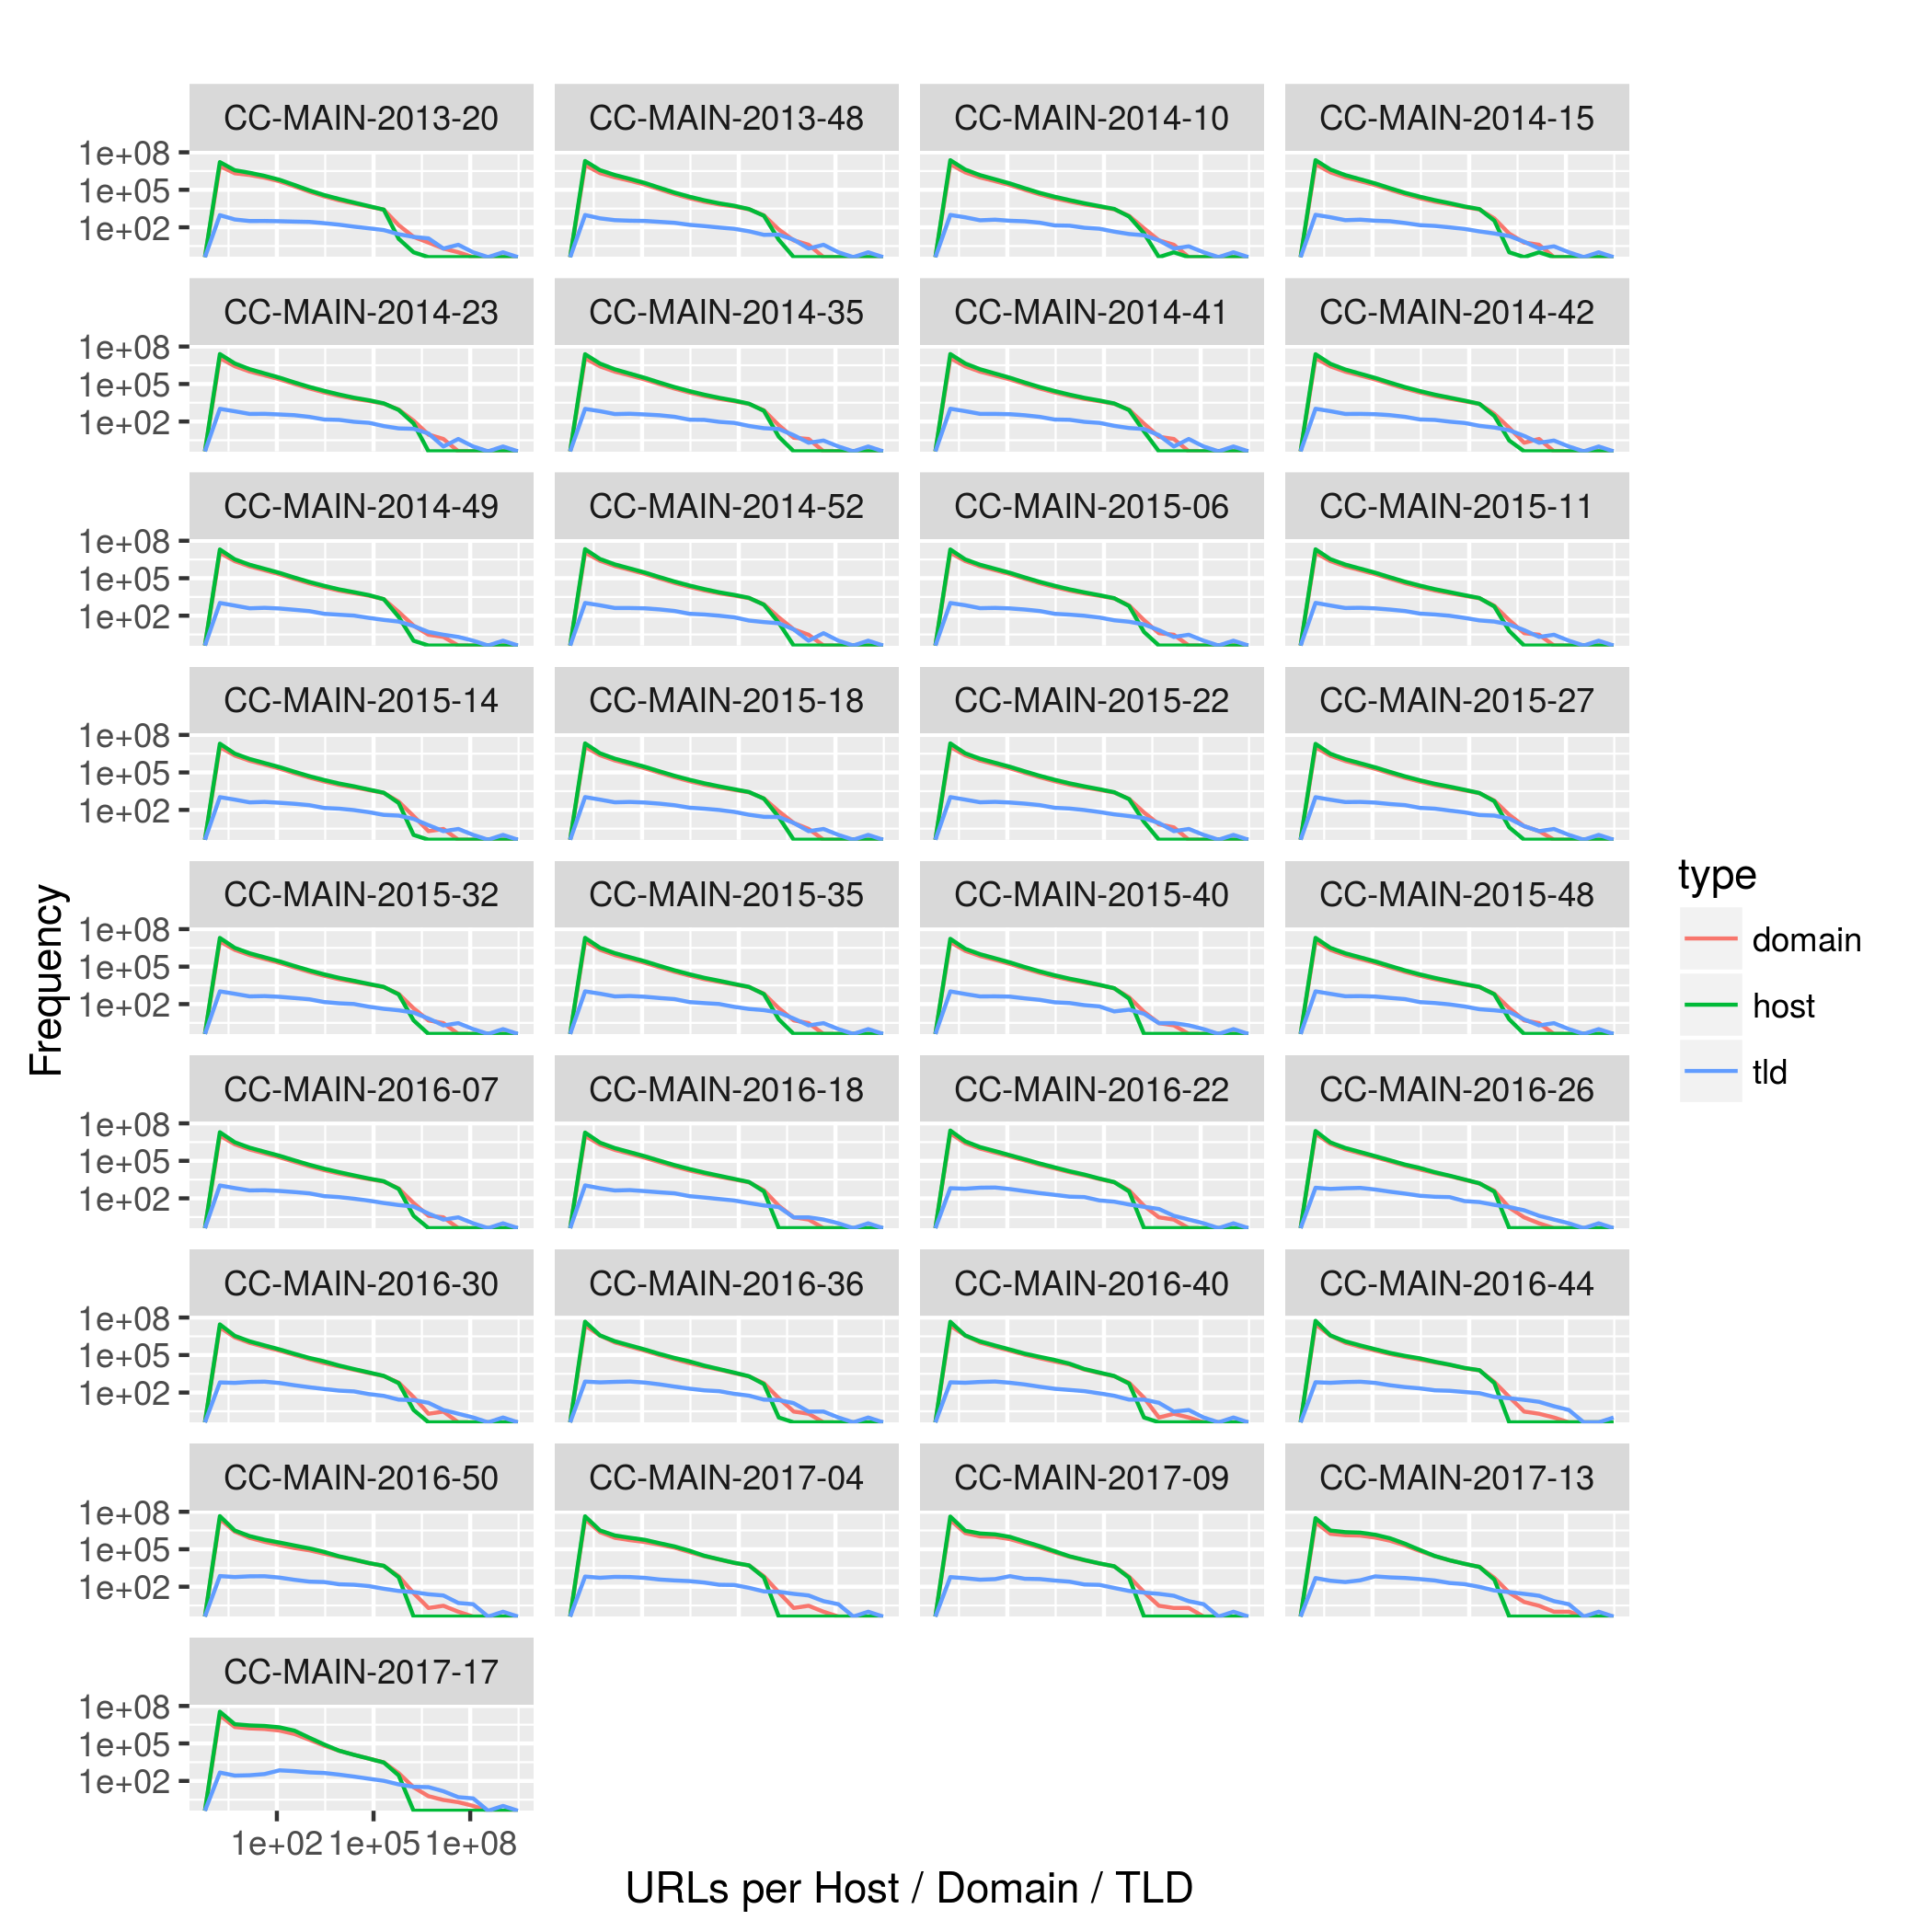 CC-MAIN-2013-20 CC-MAIN-2013-48 CC-MAIN-2014-10 CC-MAIN-2014-15
1e+08
1e+05
1e+02
CC-MAIN-2014-23 CC-MAIN-2014-35 CC-MAIN-2014-41 CC-MAIN-2014-42
1e+08
1e+05
1e+02
CC-MAIN-2014-49 CC-MAIN-2014-52 CC-MAIN-2015-06 CC-MAIN-2015-11
1e+08
1e+05
1e+02
CC-MAIN-2015-14 CC-MAIN-2015-18 CC-MAIN-2015-22 CC-MAIN-2015-27
1e+08
1e+05
1e+02
CC-MAIN-2015-32 CC-MAIN-2015-35 CC-MAIN-2015-40 CC-MAIN-2015-48
1e+08
1e+05
1e+02
CC-MAIN-2016-07 CC-MAIN-2016-18 CC-MAIN-2016-22 CC-MAIN-2016-26
1e+08
1e+05
1e+02
CC-MAIN-2016-30 CC-MAIN-2016-36 CC-MAIN-2016-40 CC-MAIN-2016-44
1e+08
1e+05
1e+02
CC-MAIN-2016-50 CC-MAIN-2017-04 CC-MAIN-2017-09 CC-MAIN-2017-13
1e+08
1e+05
1e+02
CC-MAIN-2017-17
1e+08
1e+05
1e+02
1e+02 1e+05 1e+08
URLs per Host / Domain / TLD
Frequency
type
domain
host
tld